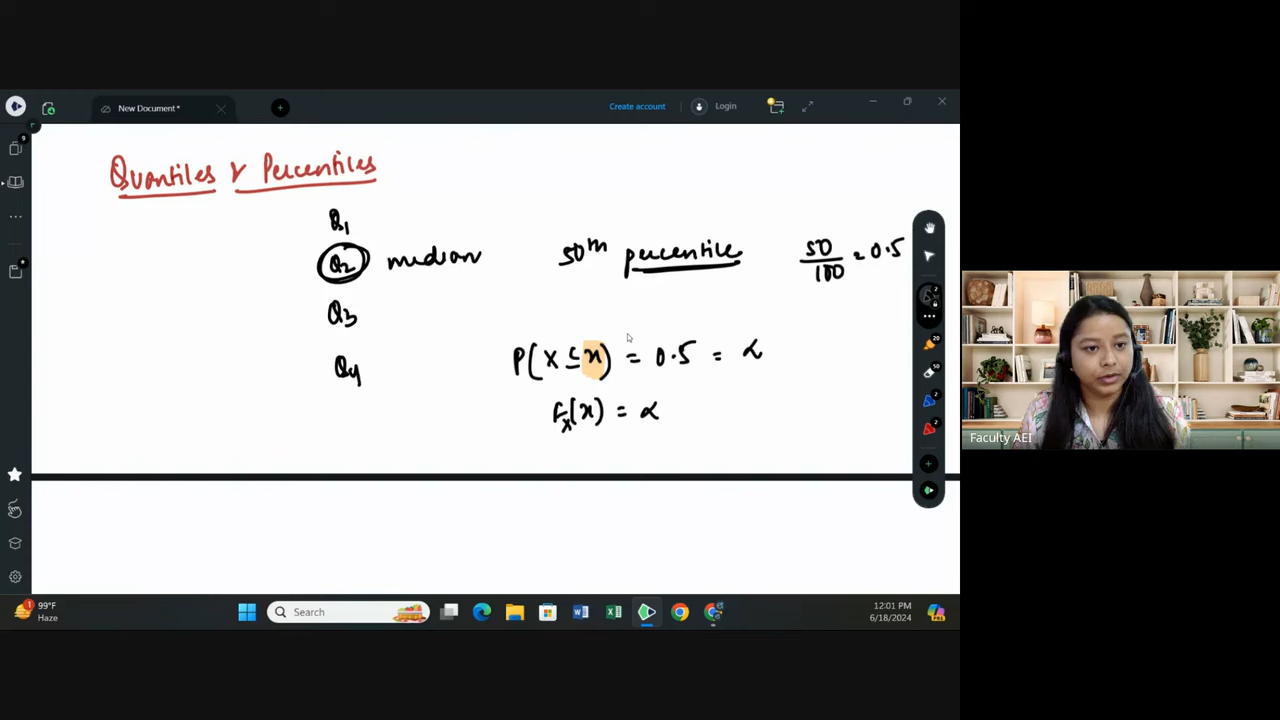 New Document*
Create account
Login
Quantiles & Percentiles
Q1
Q2 median 50th percentile 50/100 = 0.5
Q3
Q4
P(X ≤ x) = 0.5 = α
Fx(x) = α
Faculty AEI
99°F
Haze
Search
12:01 PM
6/18/2024